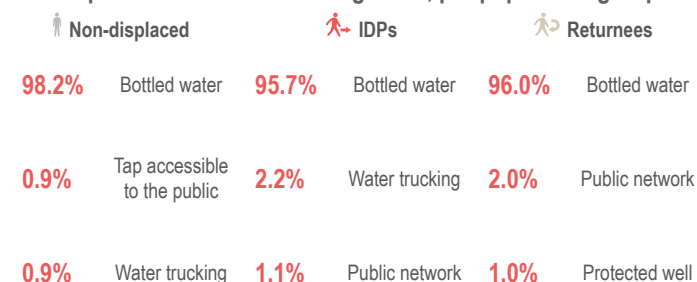 Non-displaced IDPs Returnees
98.2% Bottled water 95.7% Bottled water 96.0% Bottled water
0.9% Tap accessible to the public 2.2% Water trucking 2.0% Public network
0.9% Water trucking 1.1% Public network 1.0% Protected well